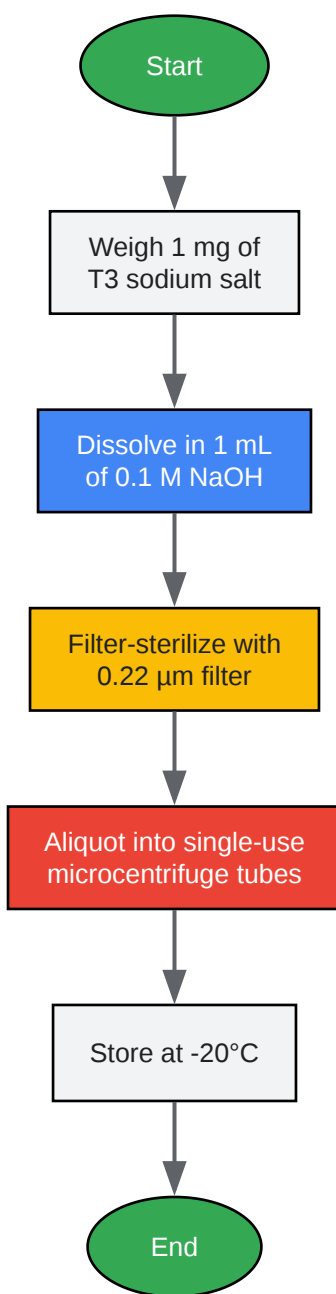 Start
Weigh 1 mg of
T3 sodium salt
Dissolve in 1 mL
of 0.1 M NaOH
Filter-sterilize with
0.22 µm filter
Aliquot into single-use
microcentrifuge tubes
Store at -20°C
End